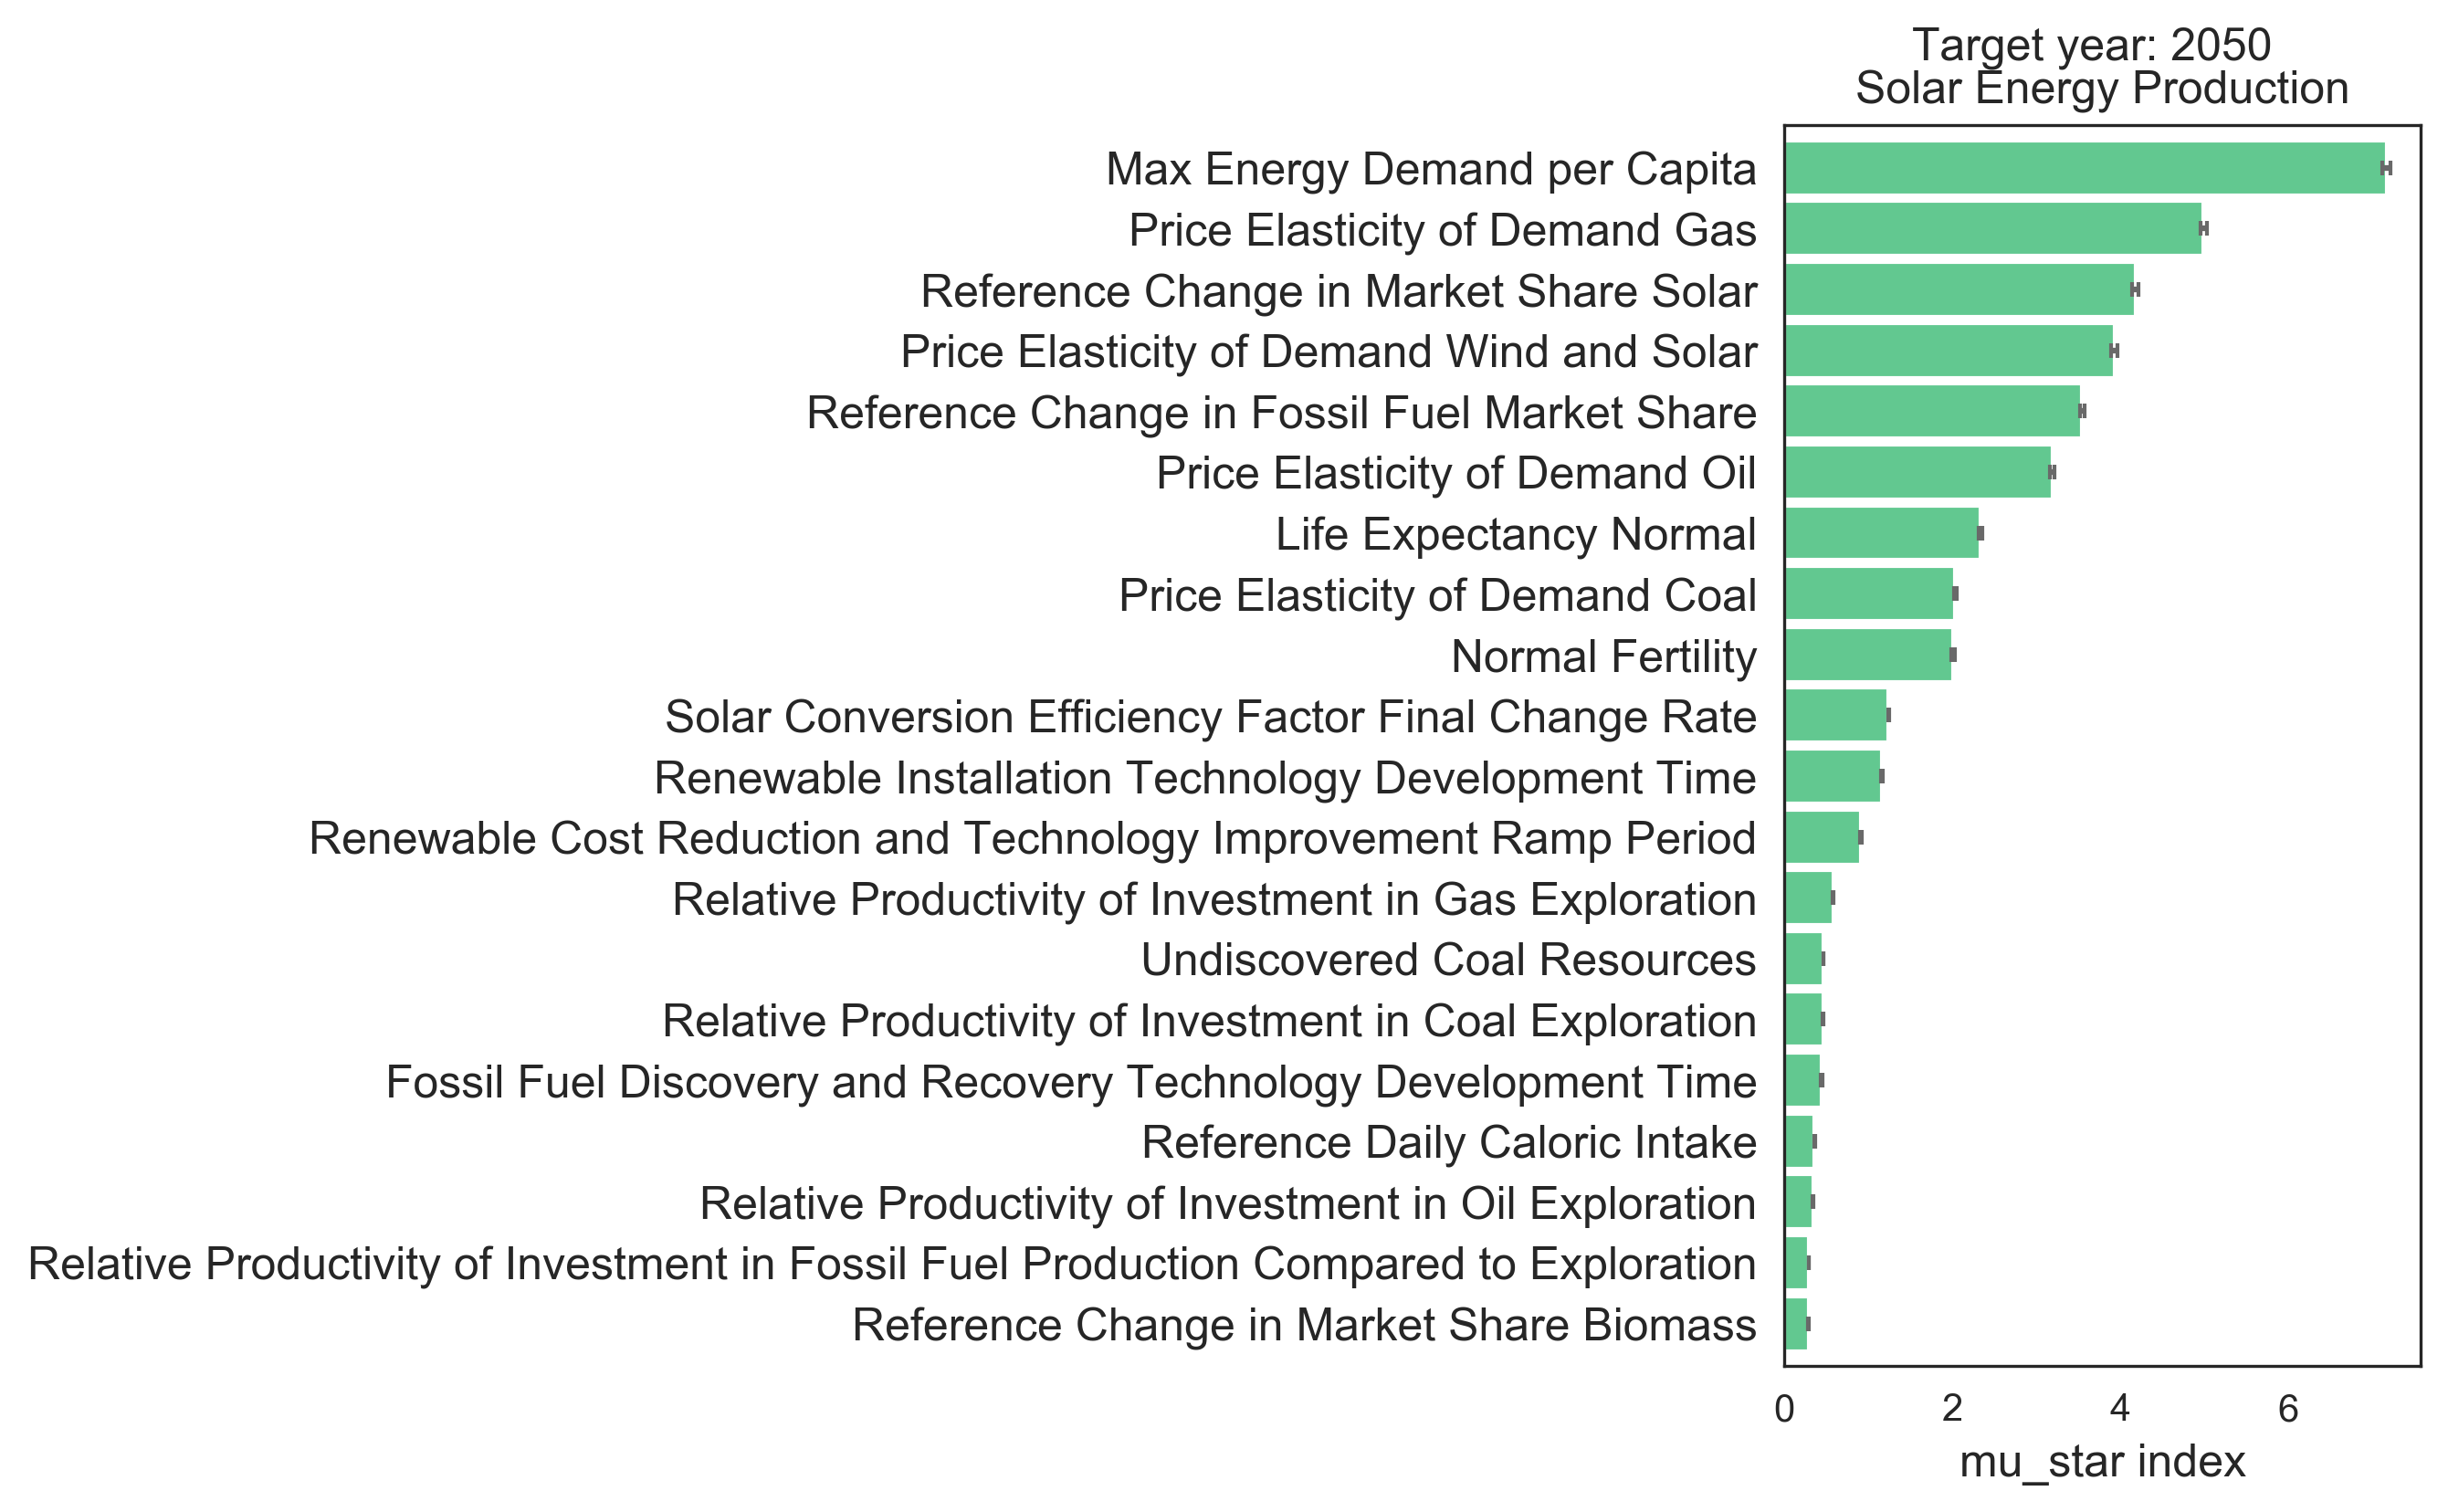 Target year: 2050
Solar Energy Production
Max Energy Demand per Capita
Price Elasticity of Demand Gas
Reference Change in Market Share Solar
Price Elasticity of Demand Wind and Solar
Reference Change in Fossil Fuel Market Share
Price Elasticity of Demand Oil
Life Expectancy Normal
Price Elasticity of Demand Coal
Normal Fertility
Solar Conversion Efficiency Factor Final Change Rate
Renewable Installation Technology Development Time
Renewable Cost Reduction and Technology Improvement Ramp Period
Relative Productivity of Investment in Gas Exploration
Undiscovered Coal Resources
Relative Productivity of Investment in Coal Exploration
Fossil Fuel Discovery and Recovery Technology Development Time
Reference Daily Caloric Intake
Relative Productivity of Investment in Oil Exploration
Relative Productivity of Investment in Fossil Fuel Production Compared to Exploration
Reference Change in Market Share Biomass
0 2 4 6
mu_star index